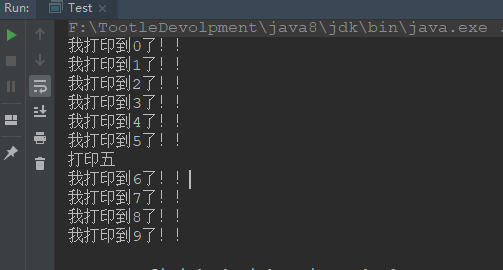 Run: Test ×
F:\TootleDevolpment\java8\jdk\bin\java.exe .
我打印到0了！！
我打印到1了！！
我打印到2了！！
我打印到3了！！
我打印到4了！！
我打印到5了！！
打印五
我打印到6了！！
我打印到7了！！
我打印到8了！！
我打印到9了！！